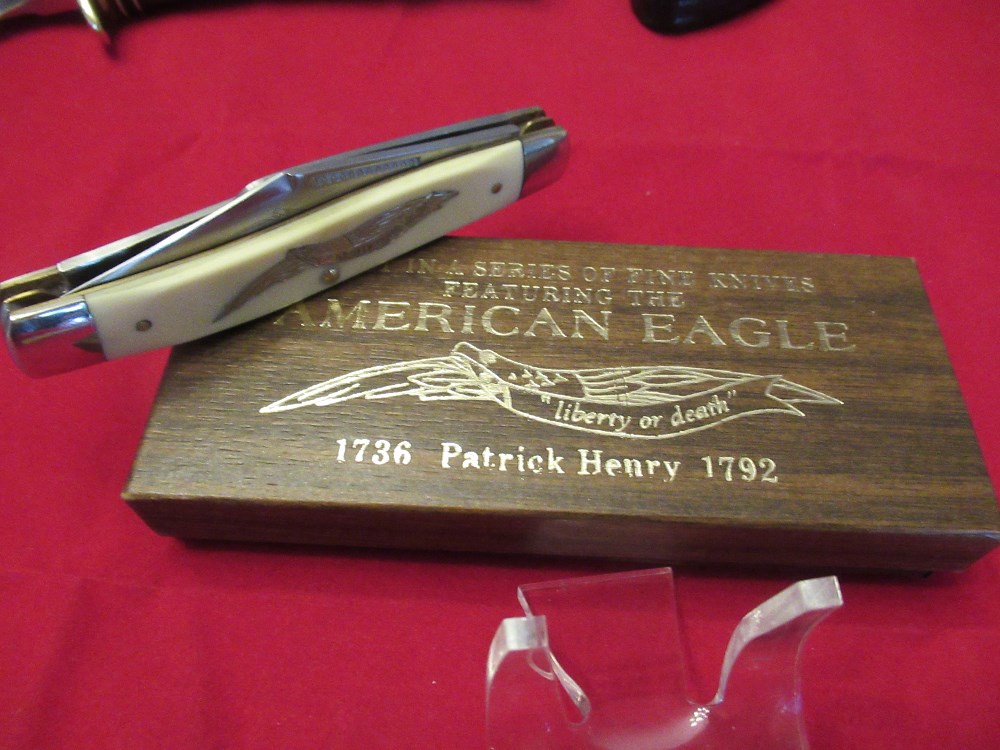 IN A SERIES OF FINE KNIVES
FEATURING THE
AMERICAN EAGLE
"liberty or death"
1736 Patrick Henry 1792